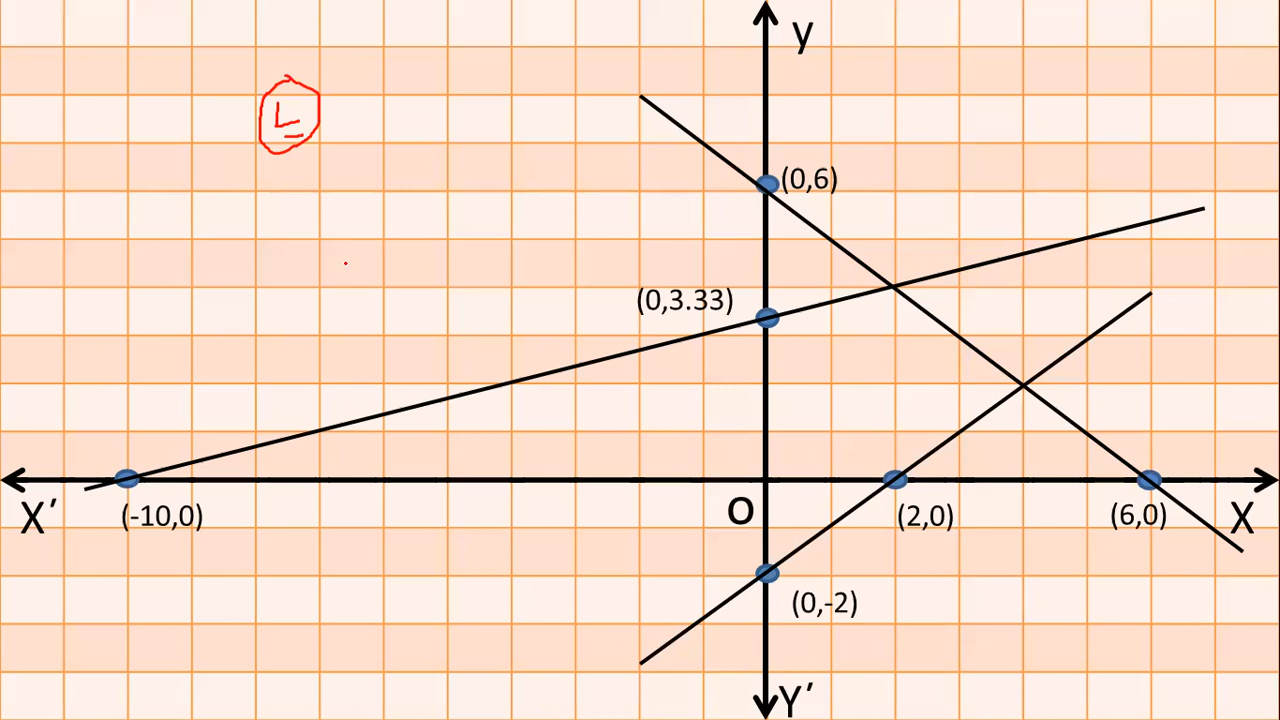 y
L
(0,6)
(0,3.33)
X′
(-10,0)
O
(2,0)
(6,0)
X
(0,-2)
Y′